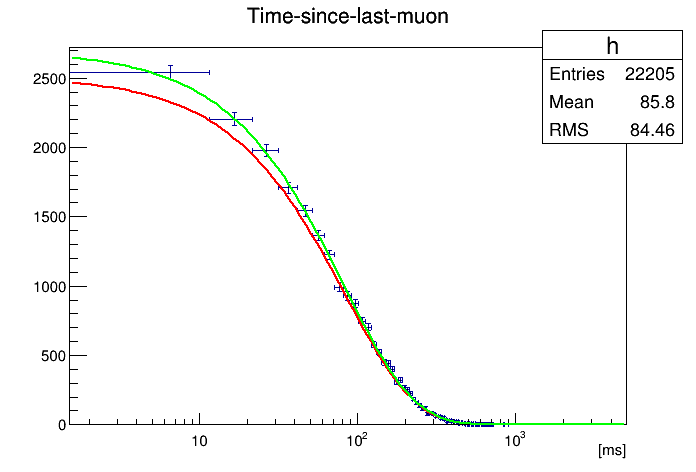 Time-since-last-muon
h
Entries 22205
Mean 85.8
RMS 84.46
2500
2000
1500
1000
500
0
10
10²
10³
[ms]